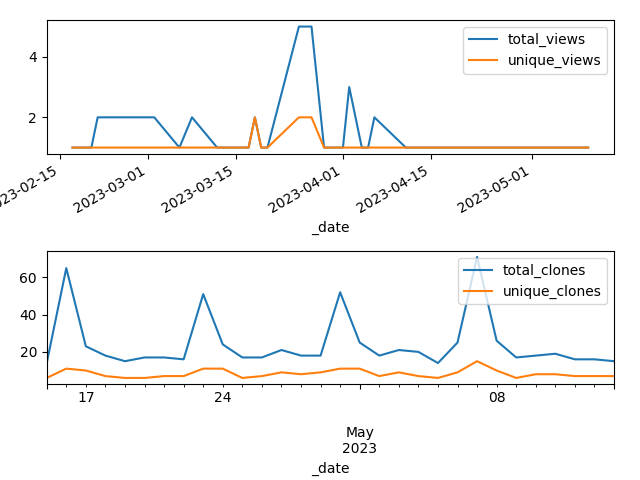 total_views
unique_views
4
2
2023-02-15
2023-03-01
2023-03-15
2023-04-01
2023-04-15
2023-05-01
_date
total_clones
unique_clones
60
40
20
17
24
08
May
2023
_date